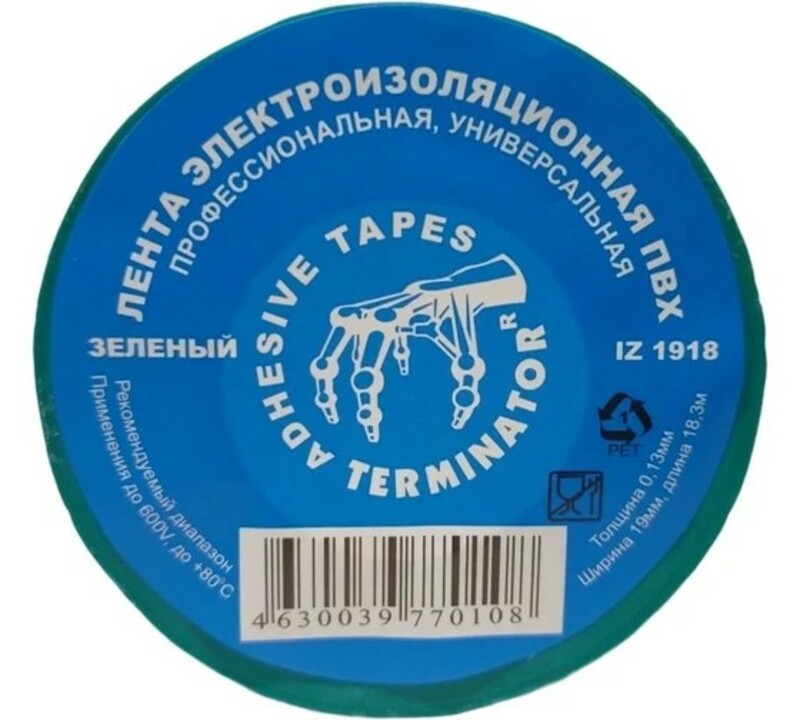 ЛЕНТА ЭЛЕКТРОИЗОЛЯЦИОННАЯ ПВХ
ПРОФЕССИОНАЛЬНАЯ, УНИВЕРСАЛЬНАЯ
ADHESIVE TAPES
TERMINATOR R
ЗЕЛЕНЫЙ
IZ 1918
Рекомендуемый диапазон
Применения до 600V, до +80°C
1
PET
Толщина 0,13мм
Ширина 19мм, длина 18,3м
4630039770108